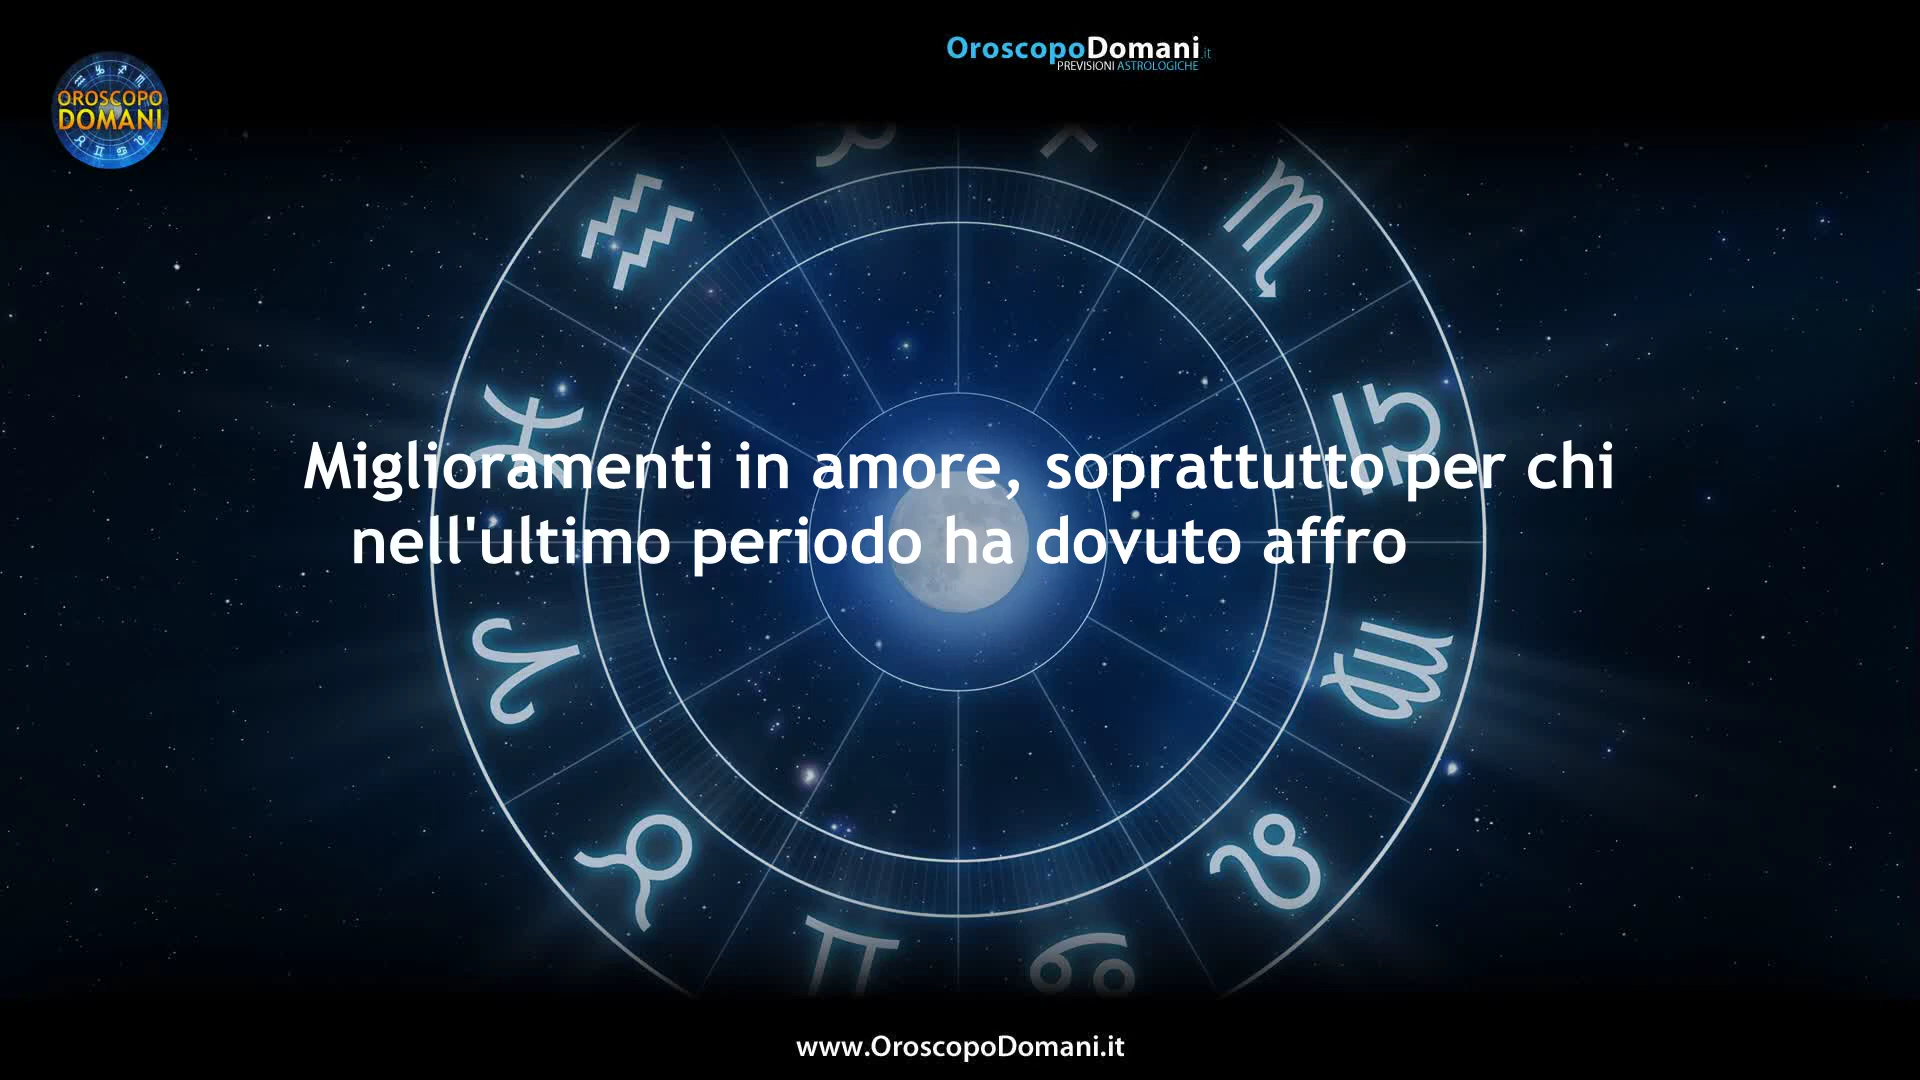 OroscopoDomani.it
PREVISIONI ASTROLOGICHE
OROSCOPO
DOMANI
Miglioramenti in amore, soprattutto per chi
nell'ultimo periodo ha dovuto affro
www.OroscopoDomani.it